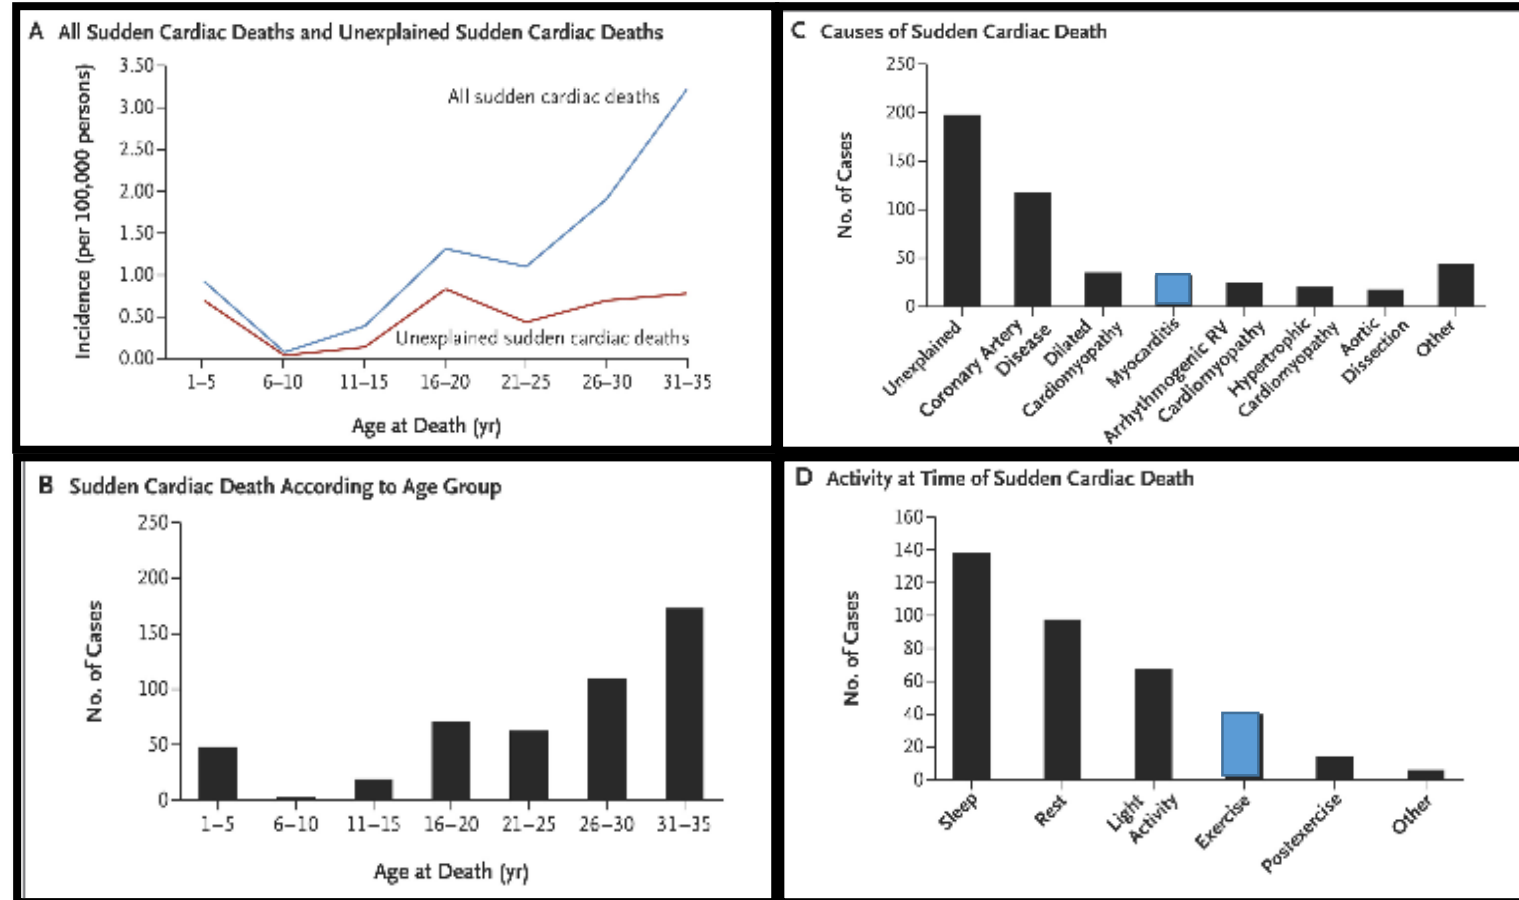 A All Sudden Cardiac Deaths and Unexplained Sudden Cardiac Deaths
Incidence (per 100,000 persons)
3.50
3.00
2.50
2.00
1.50
1.00
0.50
0.00
All sudden cardiac deaths
Unexplained sudden cardiac deaths
1–5 6–10 11–15 16–20 21–25 26–30 31–35
Age at Death (yr)
B Sudden Cardiac Death According to Age Group
No. of Cases
250
200
150
100
50
0
1–5 6–10 11–15 16–20 21–25 26–30 31–35
Age at Death (yr)
C Causes of Sudden Cardiac Death
No. of Cases
250
200
150
100
50
0
Unexplained
Coronary Artery
Disease
Dilated
Cardiomyopathy
Myocarditis
Arrhythmogenic RV
Cardiomyopathy
Hypertrophic
Cardiomyopathy
Aortic
Dissection
Other
D Activity at Time of Sudden Cardiac Death
No. of Cases
160
140
120
100
80
60
40
20
0
Sleep
Rest
Light
Activity
Exercise
Postexercise
Other